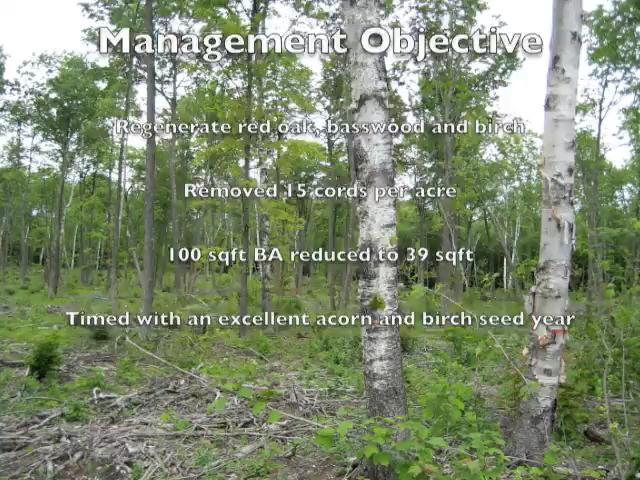 Management Objective
Regenerate red oak, basswood and birch
Removed 15 cords per acre
100 sqft BA reduced to 39 sqft
Timed with an excellent acorn and birch seed year